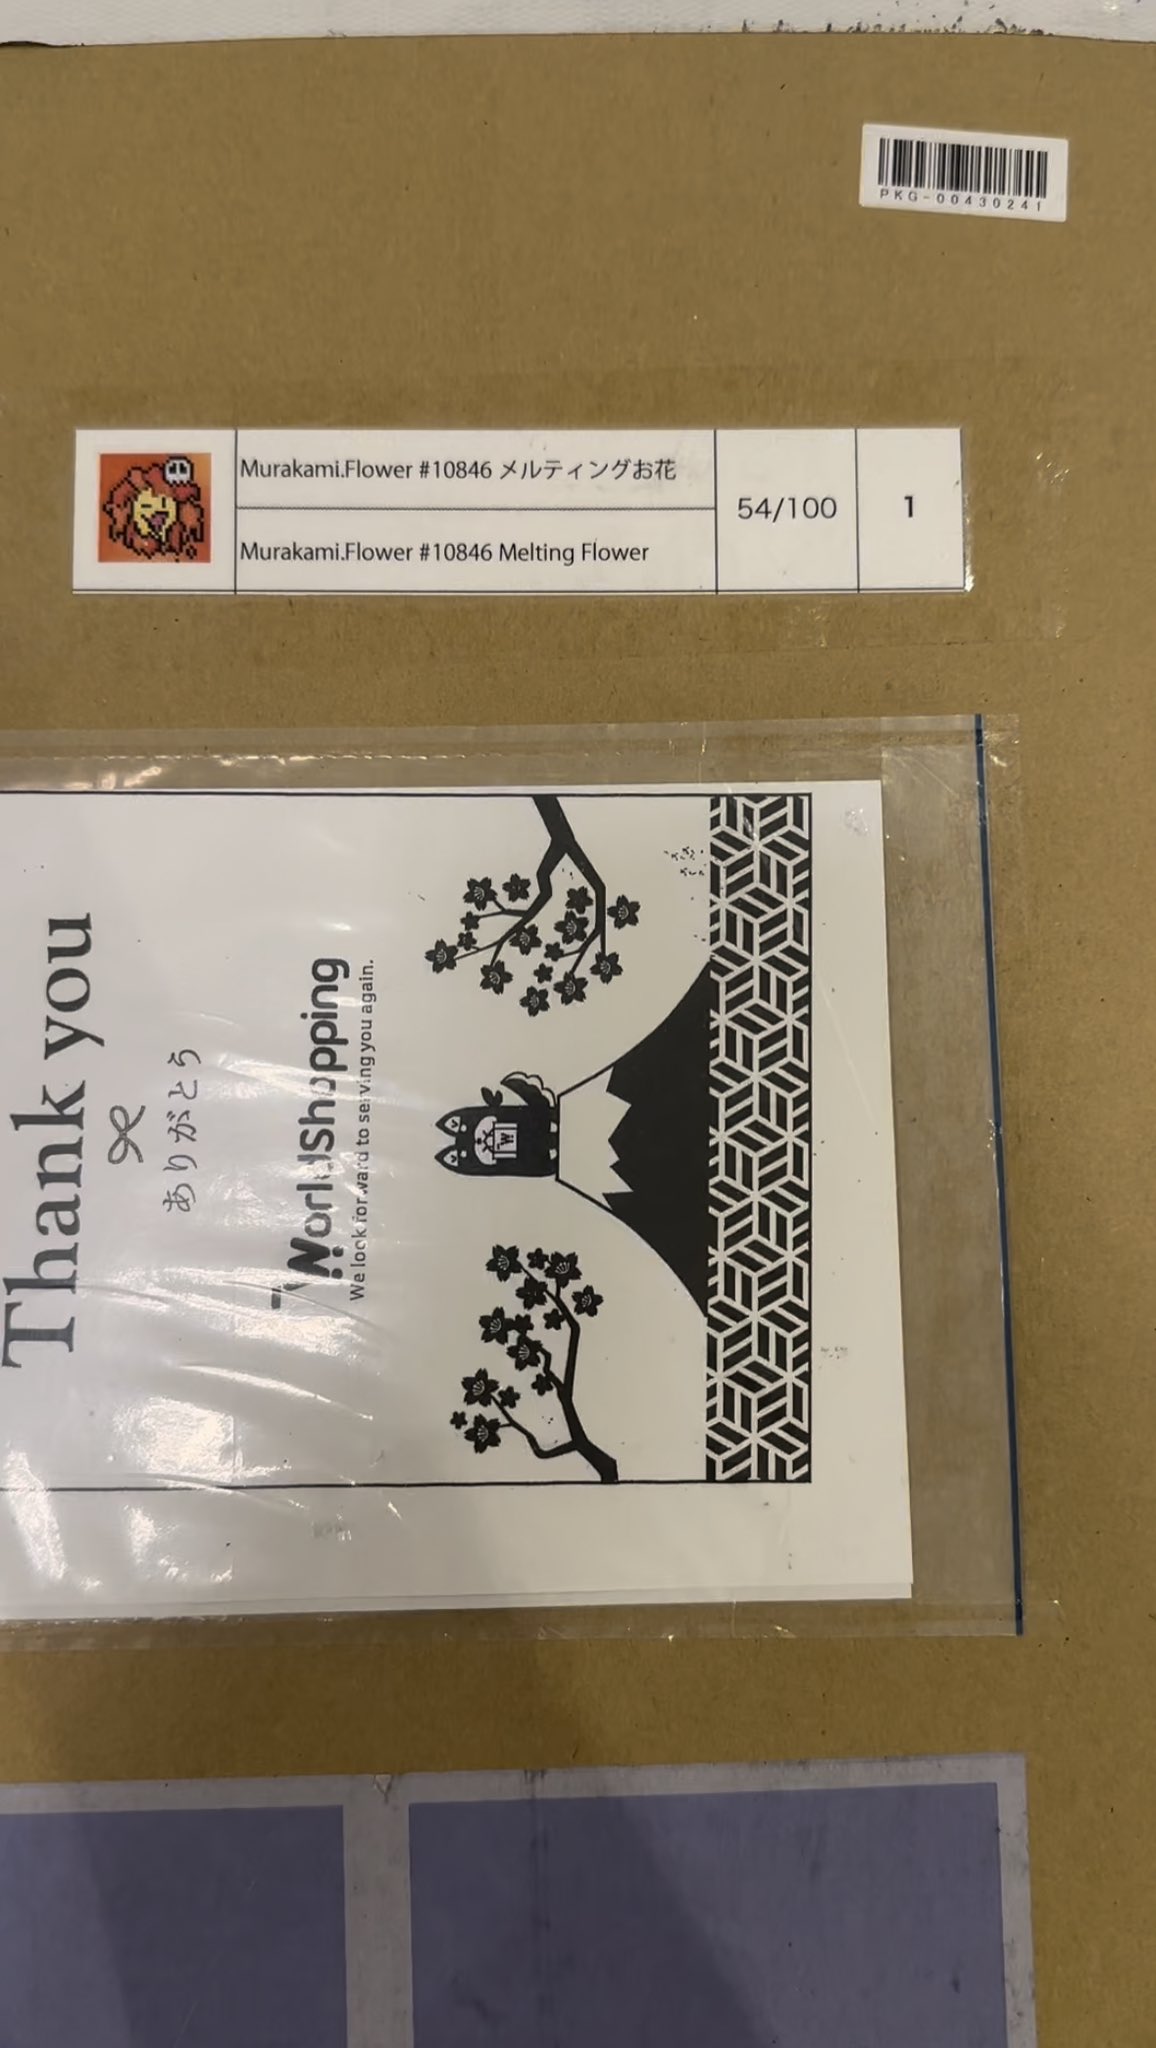 PKG-00430241
Murakami.Flower #10846 メルティングお花
Murakami.Flower #10846 Melting Flower
54/100
1
Thank you
ありがとう
WorldShopping
We look forward to serving you again.
W